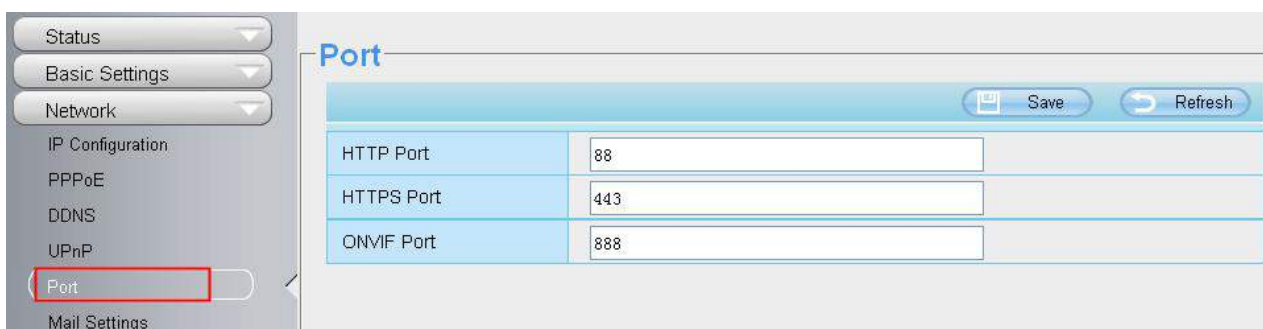 Status
Basic Settings
Network
IP Configuration
PPPoE
DDNS
UPnP
Port
Mail Settings
Port
Save Refresh
HTTP Port 88
HTTPS Port 443
ONVIF Port 888